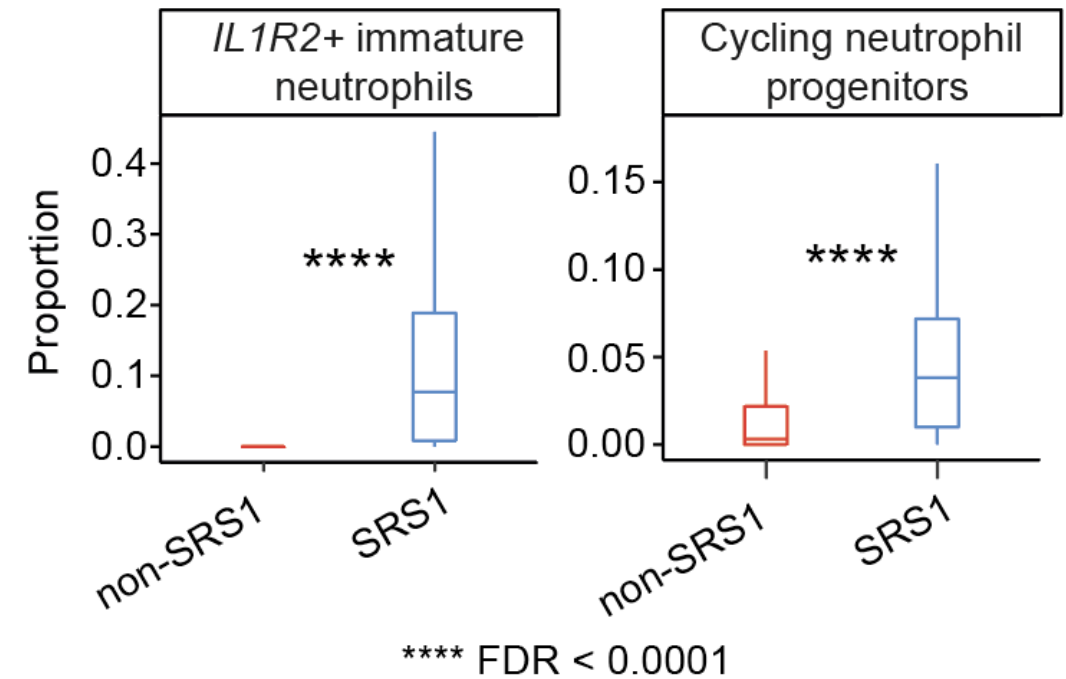 IL1R2+ immature
neutrophils
Cycling neutrophil
progenitors
Proportion
0.4
0.3
0.2
0.1
0.0
****
non-SRS1
SRS1
0.15
0.10
0.05
0.00
****
non-SRS1
SRS1
**** FDR < 0.0001